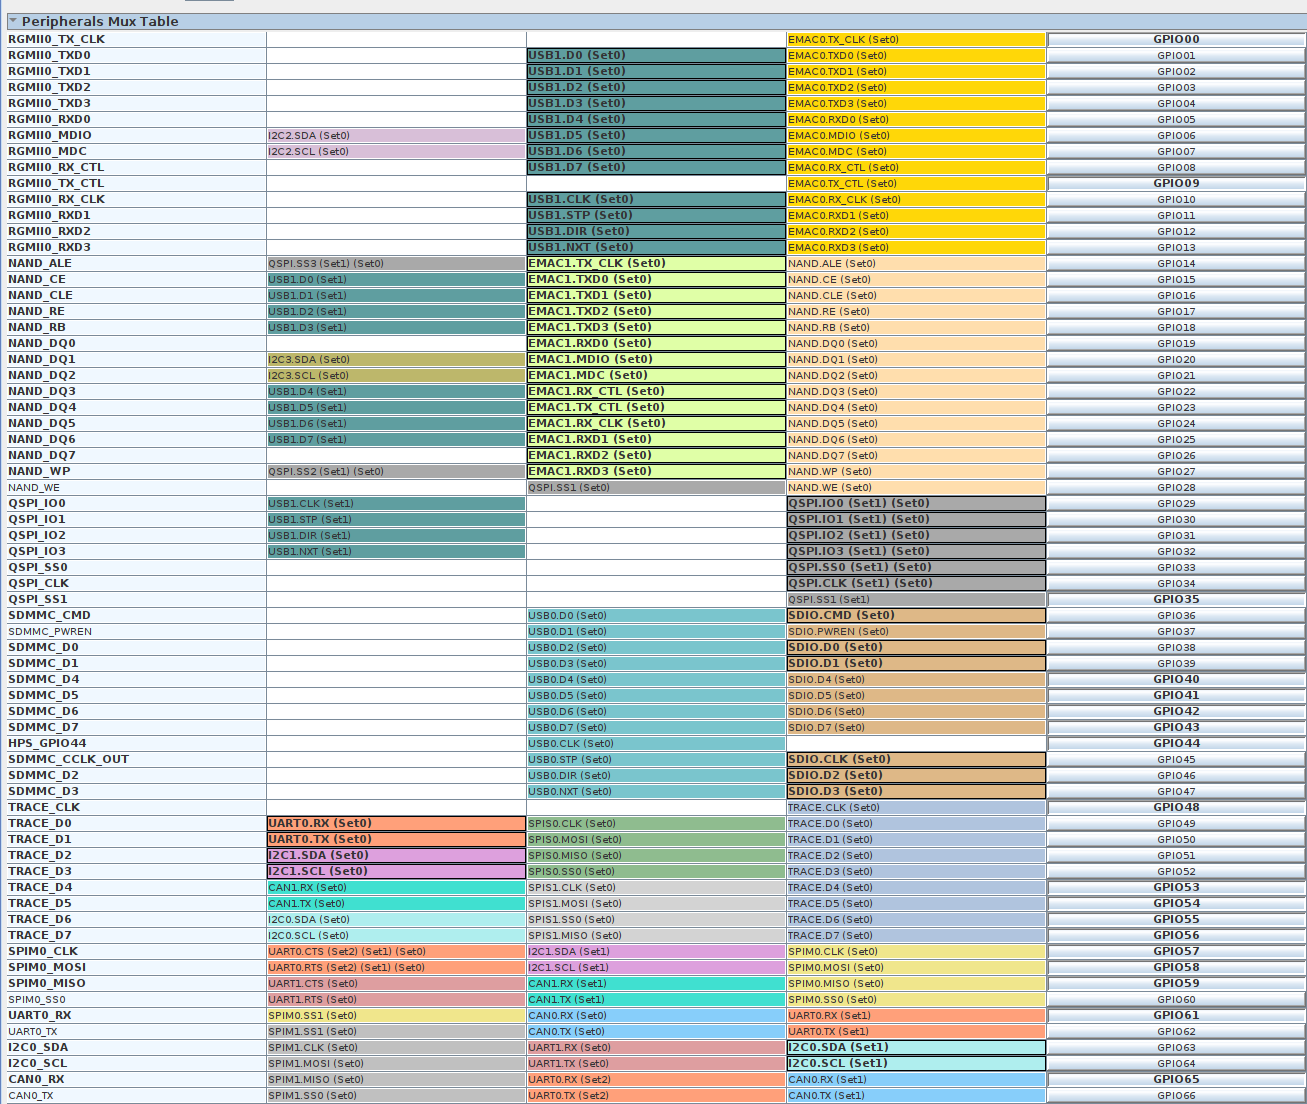 Peripherals Mux Table
RGMII0_TX_CLK EMAC0.TX_CLK (Set0) GPIO00
RGMII0_TXD0 USB1.D0 (Set0) EMAC0.TXD0 (Set0) GPIO01
RGMII0_TXD1 USB1.D1 (Set0) EMAC0.TXD1 (Set0) GPIO02
RGMII0_TXD2 USB1.D2 (Set0) EMAC0.TXD2 (Set0) GPIO03
RGMII0_TXD3 USB1.D3 (Set0) EMAC0.TXD3 (Set0) GPIO04
RGMII0_RXD0 USB1.D4 (Set0) EMAC0.RXD0 (Set0) GPIO05
RGMII0_MDIO I2C2.SDA (Set0) USB1.D5 (Set0) EMAC0.MDIO (Set0) GPIO06
RGMII0_MDC I2C2.SCL (Set0) USB1.D6 (Set0) EMAC0.MDC (Set0) GPIO07
RGMII0_RX_CTL USB1.D7 (Set0) EMAC0.RX_CTL (Set0) GPIO08
RGMII0_TX_CTL EMAC0.TX_CTL (Set0) GPIO09
RGMII0_RX_CLK USB1.CLK (Set0) EMAC0.RX_CLK (Set0) GPIO10
RGMII0_RXD1 USB1.STP (Set0) EMAC0.RXD1 (Set0) GPIO11
RGMII0_RXD2 USB1.DIR (Set0) EMAC0.RXD2 (Set0) GPIO12
RGMII0_RXD3 USB1.NXT (Set0) EMAC0.RXD3 (Set0) GPIO13
NAND_ALE QSPI.SS3 (Set1) (Set0) EMAC1.TX_CLK (Set0) NAND.ALE (Set0) GPIO14
NAND_CE USB1.D0 (Set1) EMAC1.TXD0 (Set0) NAND.CE (Set0) GPIO15
NAND_CLE USB1.D1 (Set1) EMAC1.TXD1 (Set0) NAND.CLE (Set0) GPIO16
NAND_RE USB1.D2 (Set1) EMAC1.TXD2 (Set0) NAND.RE (Set0) GPIO17
NAND_RB USB1.D3 (Set1) EMAC1.TXD3 (Set0) NAND.RB (Set0) GPIO18
NAND_DQ0 EMAC1.RXD0 (Set0) NAND.DQ0 (Set0) GPIO19
NAND_DQ1 I2C3.SDA (Set0) EMAC1.MDIO (Set0) NAND.DQ1 (Set0) GPIO20
NAND_DQ2 I2C3.SCL (Set0) EMAC1.MDC (Set0) NAND.DQ2 (Set0) GPIO21
NAND_DQ3 USB1.D4 (Set1) EMAC1.RX_CTL (Set0) NAND.DQ3 (Set0) GPIO22
NAND_DQ4 USB1.D5 (Set1) EMAC1.TX_CTL (Set0) NAND.DQ4 (Set0) GPIO23
NAND_DQ5 USB1.D6 (Set1) EMAC1.RX_CLK (Set0) NAND.DQ5 (Set0) GPIO24
NAND_DQ6 USB1.D7 (Set1) EMAC1.RXD1 (Set0) NAND.DQ6 (Set0) GPIO25
NAND_DQ7 EMAC1.RXD2 (Set0) NAND.DQ7 (Set0) GPIO26
NAND_WP QSPI.SS2 (Set1) (Set0) EMAC1.RXD3 (Set0) NAND.WP (Set0) GPIO27
NAND_WE QSPI.SS1 (Set0) NAND.WE (Set0) GPIO28
QSPI_IO0 USB1.CLK (Set1) QSPI.IO0 (Set1) (Set0) GPIO29
QSPI_IO1 USB1.STP (Set1) QSPI.IO1 (Set1) (Set0) GPIO30
QSPI_IO2 USB1.DIR (Set1) QSPI.IO2 (Set1) (Set0) GPIO31
QSPI_IO3 USB1.NXT (Set1) QSPI.IO3 (Set1) (Set0) GPIO32
QSPI_SS0 QSPI.SS0 (Set1) (Set0) GPIO33
QSPI_CLK QSPI.CLK (Set1) (Set0) GPIO34
QSPI_SS1 QSPI.SS1 (Set1) GPIO35
SDMMC_CMD USB0.D0 (Set0) SDIO.CMD (Set0) GPIO36
SDMMC_PWREN USB0.D1 (Set0) SDIO.PWREN (Set0) GPIO37
SDMMC_D0 USB0.D2 (Set0) SDIO.D0 (Set0) GPIO38
SDMMC_D1 USB0.D3 (Set0) SDIO.D1 (Set0) GPIO39
SDMMC_D4 USB0.D4 (Set0) SDIO.D4 (Set0) GPIO40
SDMMC_D5 USB0.D5 (Set0) SDIO.D5 (Set0) GPIO41
SDMMC_D6 USB0.D6 (Set0) SDIO.D6 (Set0) GPIO42
SDMMC_D7 USB0.D7 (Set0) SDIO.D7 (Set0) GPIO43
HPS_GPIO44 USB0.CLK (Set0) GPIO44
SDMMC_CCLK_OUT USB0.STP (Set0) SDIO.CLK (Set0) GPIO45
SDMMC_D2 USB0.DIR (Set0) SDIO.D2 (Set0) GPIO46
SDMMC_D3 USB0.NXT (Set0) SDIO.D3 (Set0) GPIO47
TRACE_CLK TRACE.CLK (Set0) GPIO48
TRACE_D0 UART0.RX (Set0) SPIS0.CLK (Set0) TRACE.D0 (Set0) GPIO49
TRACE_D1 UART0.TX (Set0) SPIS0.MOSI (Set0) TRACE.D1 (Set0) GPIO50
TRACE_D2 I2C1.SDA (Set0) SPIS0.MISO (Set0) TRACE.D2 (Set0) GPIO51
TRACE_D3 I2C1.SCL (Set0) SPIS0.SS0 (Set0) TRACE.D3 (Set0) GPIO52
TRACE_D4 CAN1.RX (Set0) SPIS1.CLK (Set0) TRACE.D4 (Set0) GPIO53
TRACE_D5 CAN1.TX (Set0) SPIS1.MOSI (Set0) TRACE.D5 (Set0) GPIO54
TRACE_D6 I2C0.SDA (Set0) SPIS1.SS0 (Set0) TRACE.D6 (Set0) GPIO55
TRACE_D7 I2C0.SCL (Set0) SPIS1.MISO (Set0) TRACE.D7 (Set0) GPIO56
SPIM0_CLK UART0.CTS (Set2) (Set1) (Set0) I2C1.SDA (Set1) SPIM0.CLK (Set0) GPIO57
SPIM0_MOSI UART0.RTS (Set2) (Set1) (Set0) I2C1.SCL (Set1) SPIM0.MOSI (Set0) GPIO58
SPIM0_MISO UART1.CTS (Set0) CAN1.RX (Set1) SPIM0.MISO (Set0) GPIO59
SPIM0_SS0 UART1.RTS (Set0) CAN1.TX (Set1) SPIM0.SS0 (Set0) GPIO60
UART0_RX SPIM0.SS1 (Set0) CAN0.RX (Set0) UART0.RX (Set1) GPIO61
UART0_TX SPIM1.SS1 (Set0) CAN0.TX (Set0) UART0.TX (Set1) GPIO62
I2C0_SDA SPIM1.CLK (Set0) UART1.RX (Set0) I2C0.SDA (Set1) GPIO63
I2C0_SCL SPIM1.MOSI (Set0) UART1.TX (Set0) I2C0.SCL (Set1) GPIO64
CAN0_RX SPIM1.MISO (Set0) UART0.RX (Set2) CAN0.RX (Set1) GPIO65
CAN0_TX SPIM1.SS0 (Set0) UART0.TX (Set2) CAN0.TX (Set1) GPIO66